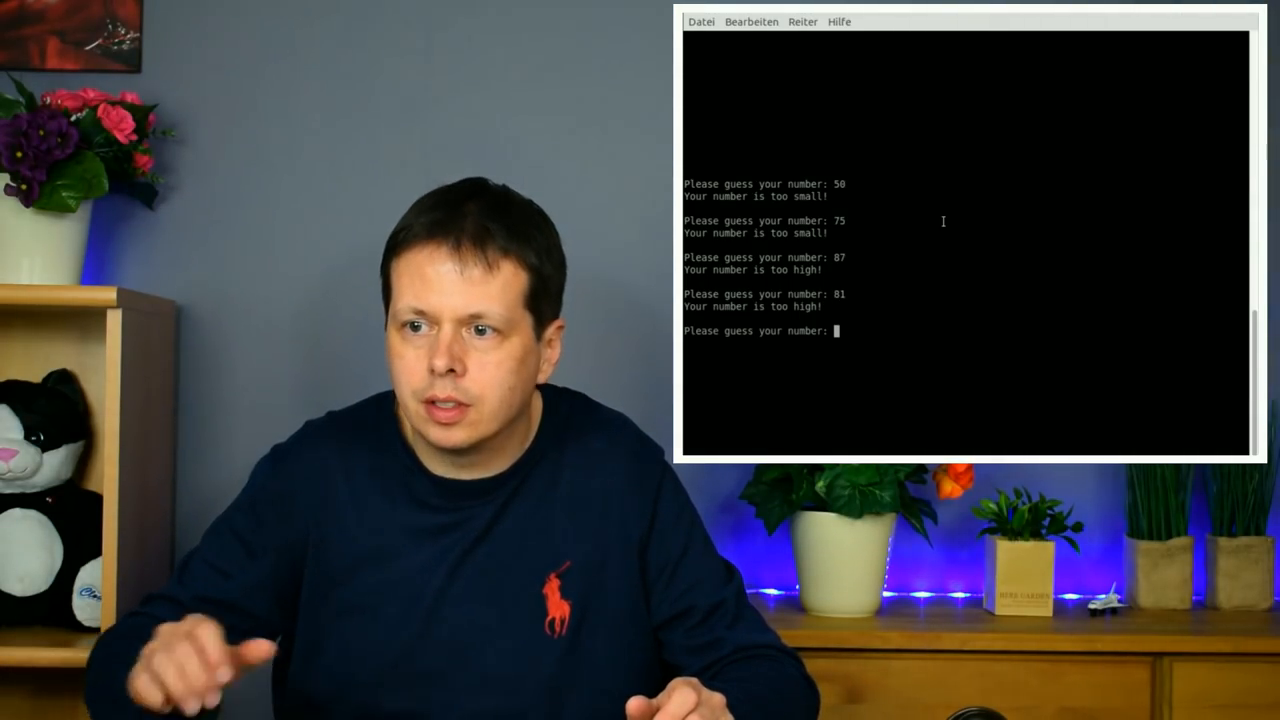 Datei Bearbeiten Reiter Hilfe
Please guess your number: 50
Your number is too small!
Please guess your number: 75
Your number is too small!
Please guess your number: 87
Your number is too high!
Please guess your number: 81
Your number is too high!
Please guess your number:
HERB GARDEN